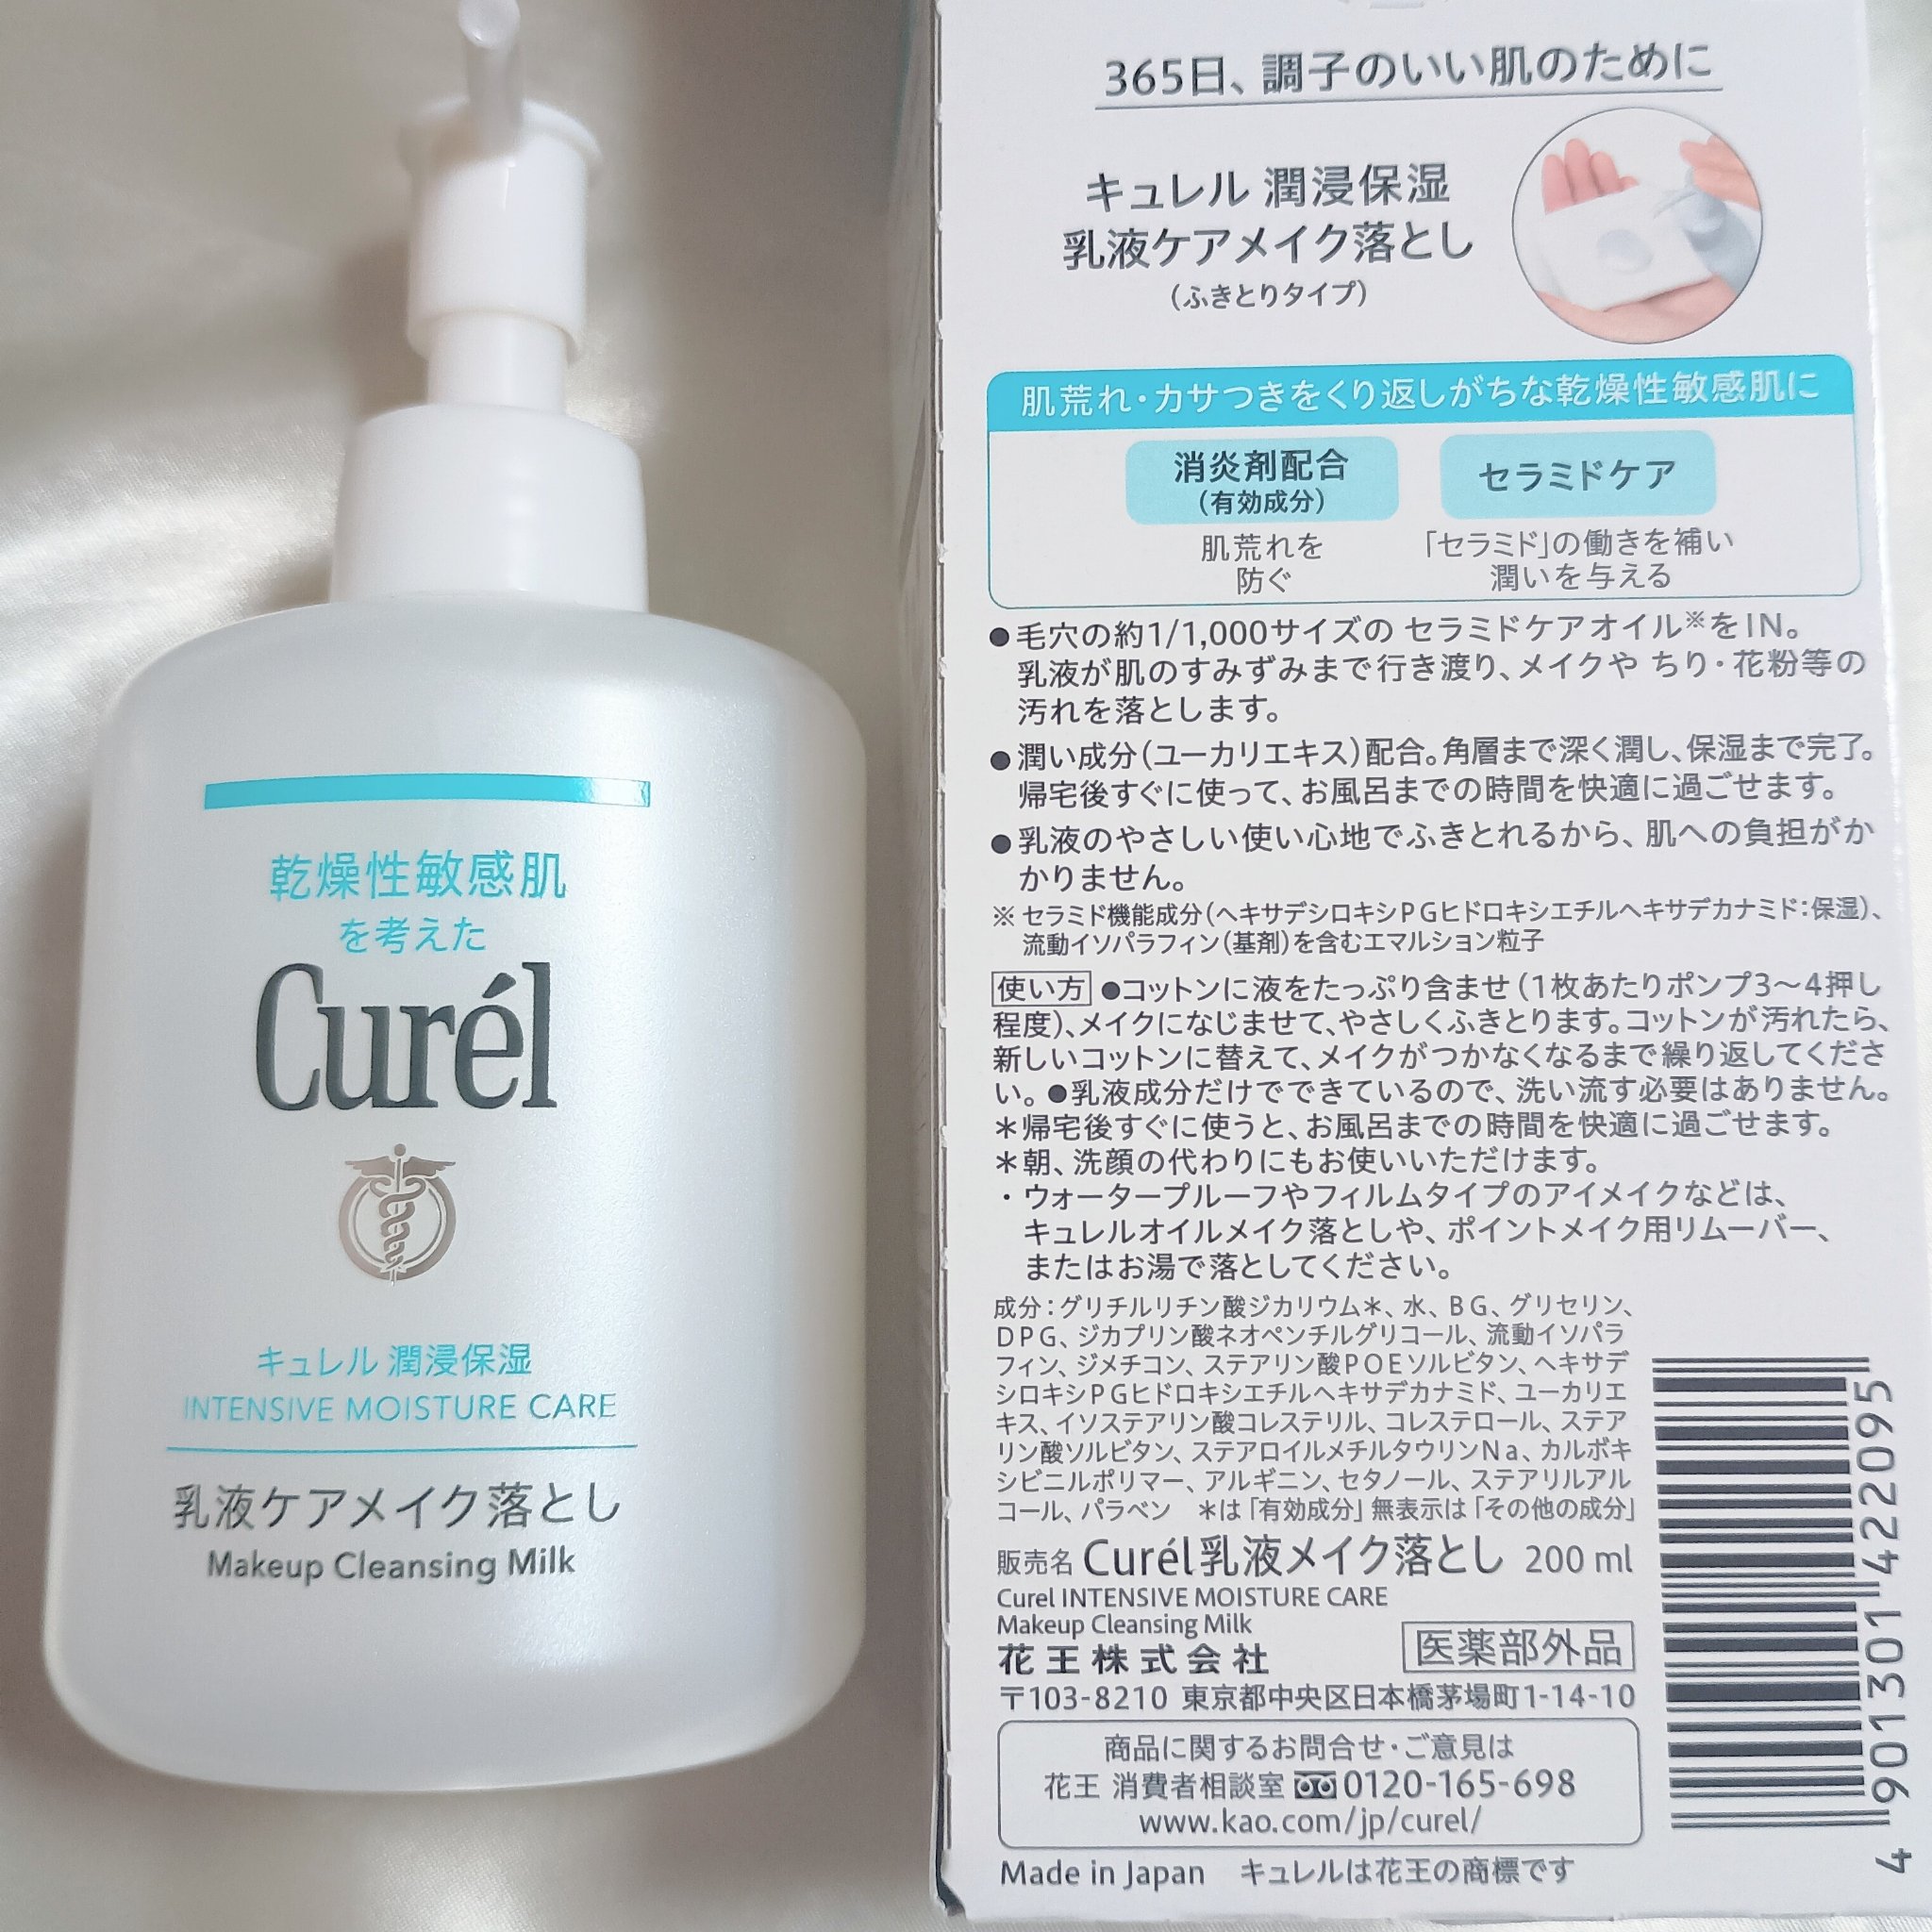 乾燥性敏感肌
を考えた
Curél
キュレル 潤浸保湿
INTENSIVE MOISTURE CARE
乳液ケアメイク落とし
Makeup Cleansing Milk
365日、調子のいい肌のために
キュレル 潤浸保湿
乳液ケアメイク落とし
(ふきとりタイプ)
肌荒れ・カサつきをくり返しがちな乾燥性敏感肌に
消炎剤配合
(有効成分)
肌荒れを
防ぐ
セラミドケア
「セラミド」の働きを補い
潤いを与える
●毛穴の約1/1,000サイズの セラミドケアオイル※をIN。
乳液が肌のすみずみまで行き渡り、メイクや ちり・花粉等の
汚れを落とします。
●潤い成分(ユーカリエキス)配合。角層まで深く潤し、保湿まで完了。
帰宅後すぐに使って、お風呂までの時間を快適に過ごせます。
●乳液のやさしい使い心地でふきとれるから、肌への負担がか
かりません。
※セラミド機能成分(ヘキサデシロキシPGヒドロキシエチルヘキサデカナミド:保湿)、
流動イソパラフィン(基剤)を含むエマルション粒子
使い方 ●コットンに液をたっぷり含ませ(1枚あたりポンプ3〜4押し
程度)、メイクになじませて、やさしくふきとります。コットンが汚れたら、
新しいコットンに替えて、メイクがつかなくなるまで繰り返してくださ
い。●乳液成分だけでできているので、洗い流す必要はありません。
＊帰宅後すぐに使うと、お風呂までの時間を快適に過ごせます。
＊朝、洗顔の代わりにもお使いいただけます。
・ウォータープルーフやフィルムタイプのアイメイクなどは、
キュレルオイルメイク落としや、ポイントメイク用リムーバー、
またはお湯で落としてください。
成分:グリチルリチン酸ジカリウム＊、水、BG、グリセリン、
DPG、ジカプリン酸ネオペンチルグリコール、流動イソパラ
フィン、ジメチコン、ステアリン酸POEソルビタン、ヘキサデ
シロキシPGヒドロキシエチルヘキサデカナミド、ユーカリエ
キス、イソステアリン酸コレステリル、コレステロール、ステア
リン酸ソルビタン、ステアロイルメチルタウリンNa、カルボキ
シビニルポリマー、アルギニン、セタノール、ステアリルアル
コール、パラベン ＊は「有効成分」無表示は「その他の成分」
販売名 Curél乳液メイク落とし 200 ml
Curel INTENSIVE MOISTURE CARE
Makeup Cleansing Milk
花王株式会社
医薬部外品
〒103-8210 東京都中央区日本橋茅場町1-14-10
商品に関するお問合せ・ご意見は
花王 消費者相談室 0120-165-698
www.kao.com/jp/curel/
Made in Japan キュレルは花王の商標です
4 901301 422095